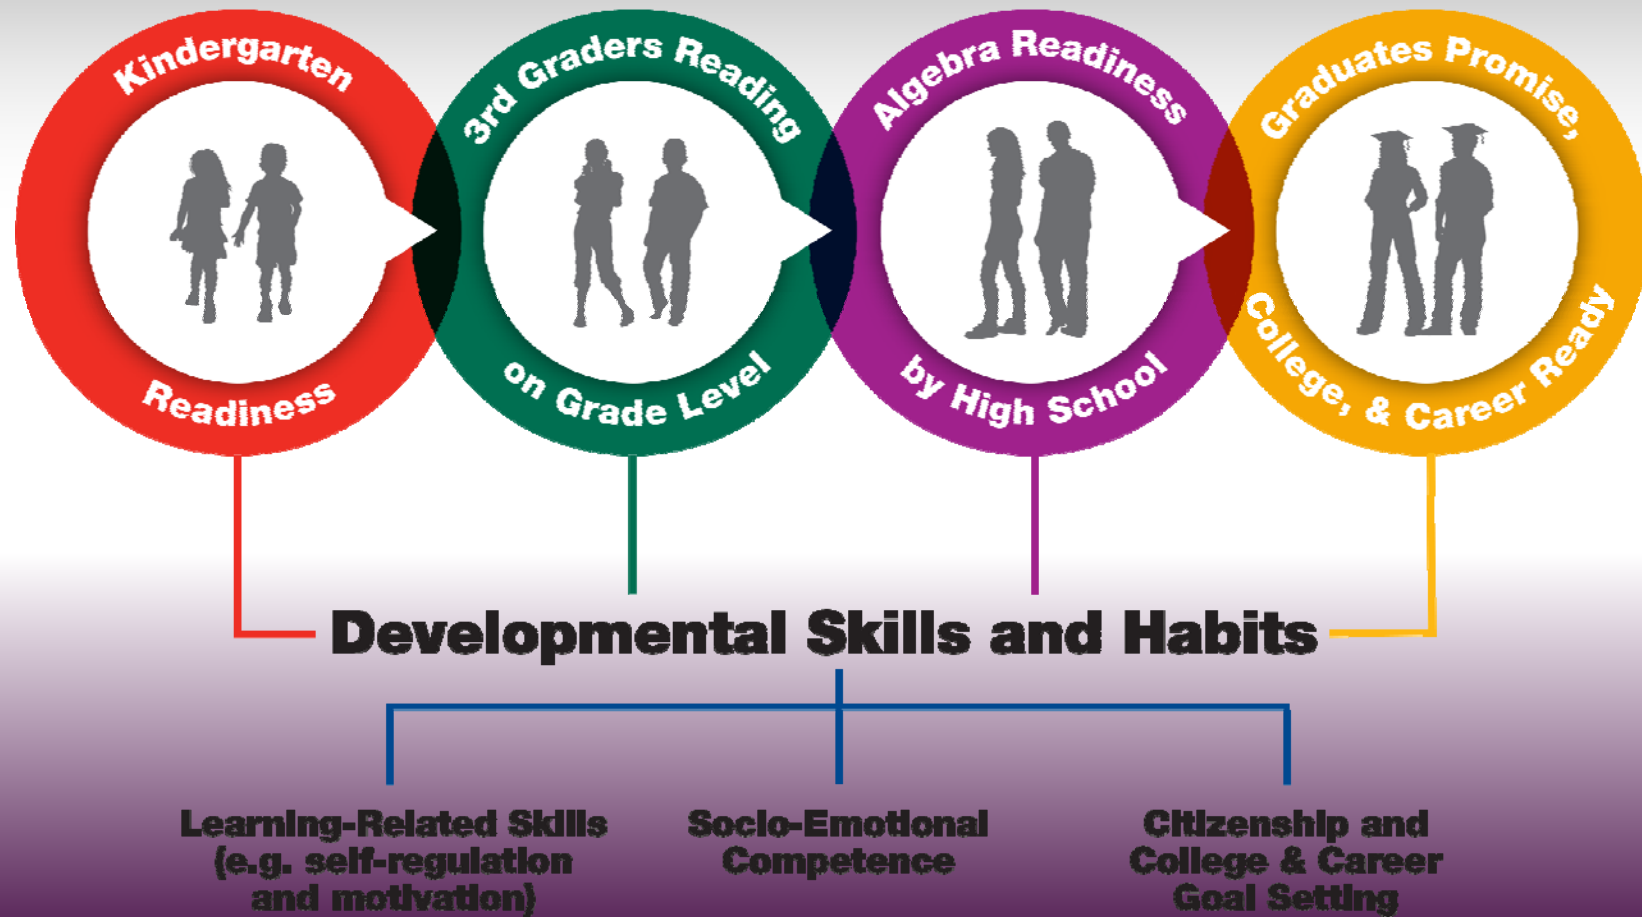 Kindergarten
Readiness
3rd Graders Reading
on Grade Level
Algebra Readiness
by High School
Graduates Promise,
College, & Career Ready
Developmental Skills and Habits
Learning-Related Skills
(e.g. self-regulation
and motivation)
Socio-Emotional
Competence
Citizenship and
College & Career
Goal Setting